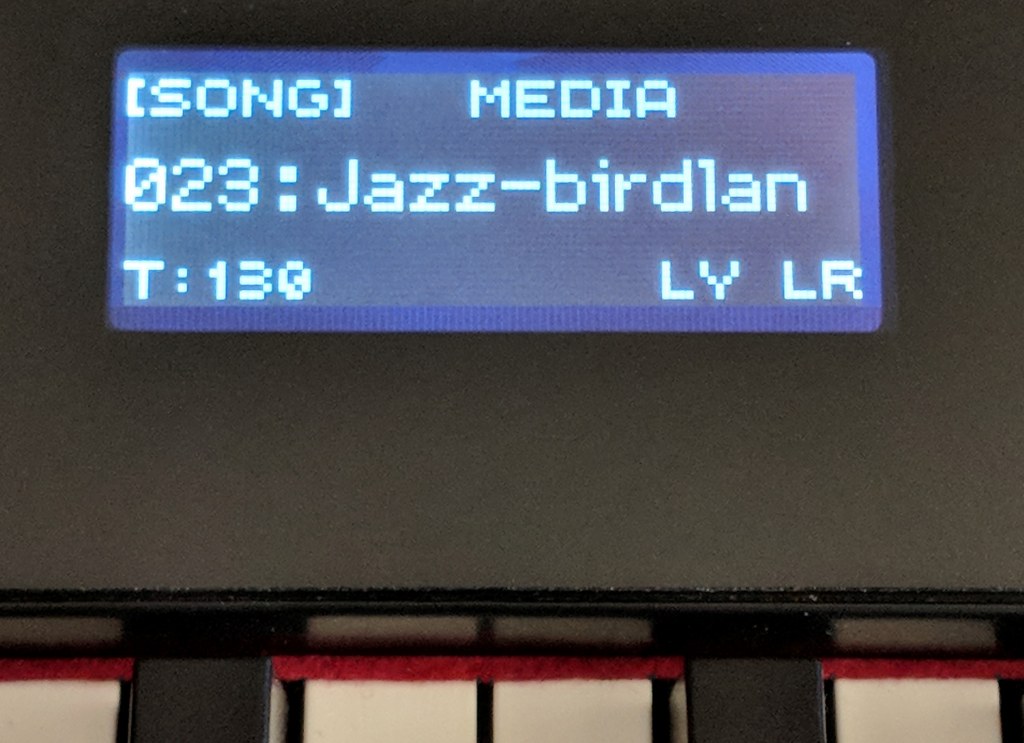 [SONG] MEDIA
023:Jazz-birdlan
T:130 LV LR